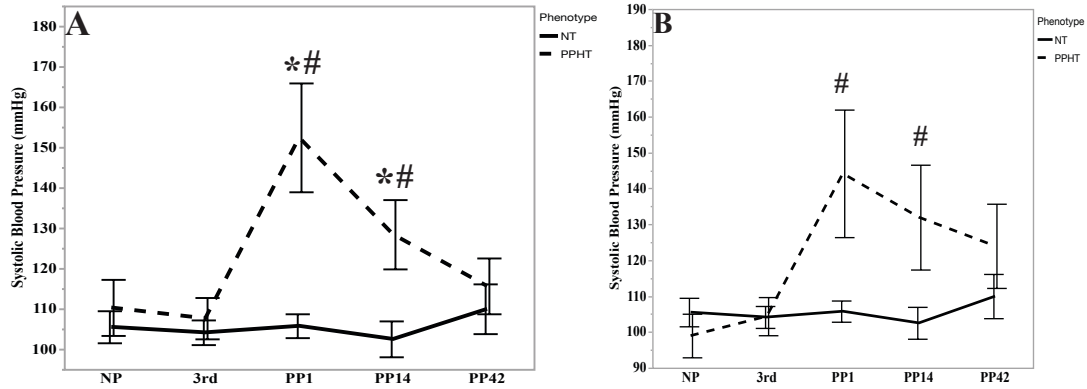 A
Systolic Blood Pressure (mmHg)
180
170
160
150
140
130
120
110
100
*#
*#
NP 3rd PP1 PP14 PP42
Phenotype
NT
PPHT
B
Systolic Blood Pressure (mmHg)
190
180
170
160
150
140
130
120
110
100
90
#
#
NP 3rd PP1 PP14 PP42
Phenotype
NT
PPHT